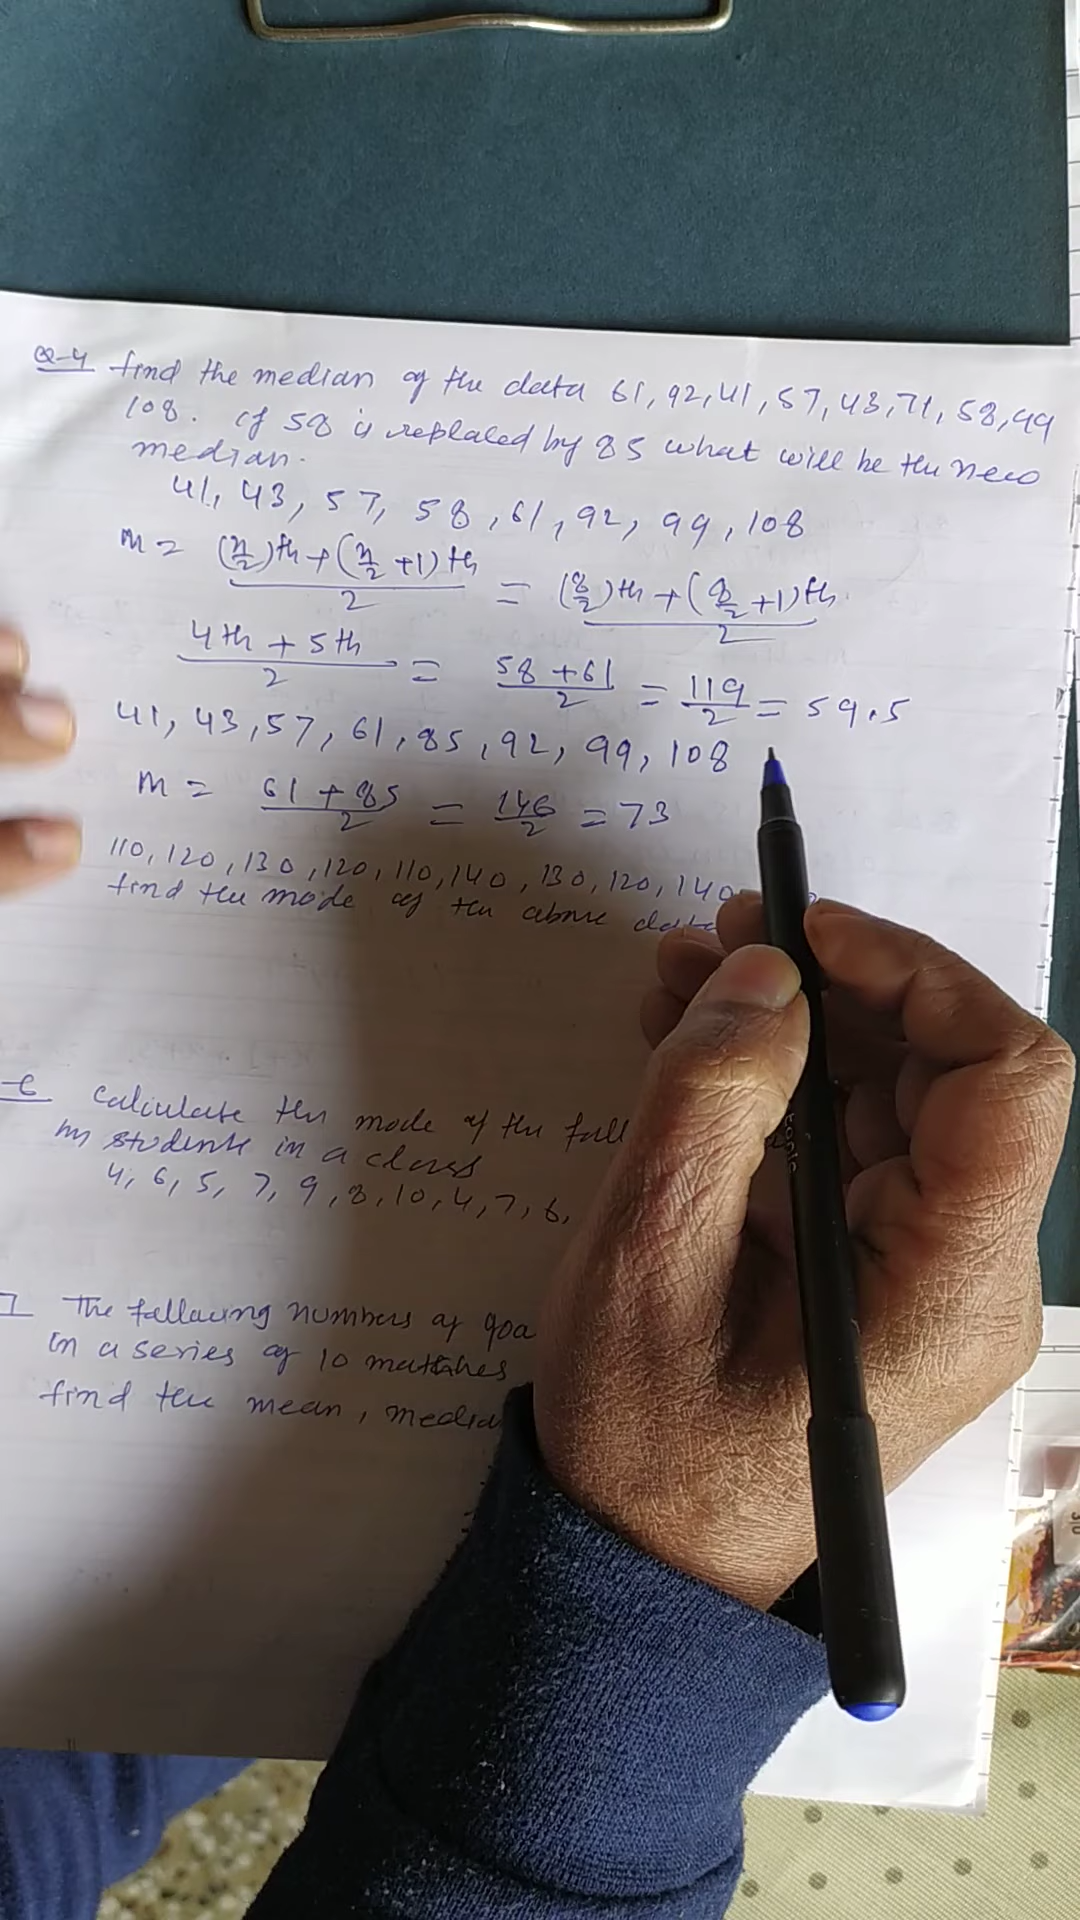 Q-4 find the median of the data 61, 92, 41, 57, 43, 71, 58, 99
108. if 58 is replaced by 85 what will be the new
median.
41, 43, 57, 58, 61, 92, 99, 108
m = (n/2)th + (n/2 + 1)th / 2 = (8/2)th + (8/2 + 1)th / 2
4th + 5th / 2 = 58 + 61 / 2 = 119 / 2 = 59.5
41, 43, 57, 61, 85, 92, 99, 108
m = 61 + 85 / 2 = 146 / 2 = 73
110, 120, 130, 120, 110, 140, 130, 120, 140
find the mode of the above data
-6 calculate the mode of the foll
by students in a class
4, 6, 5, 7, 9, 8, 10, 4, 7, 6,
7 The following numbers of goa
in a series of 10 matches
find the mean, media